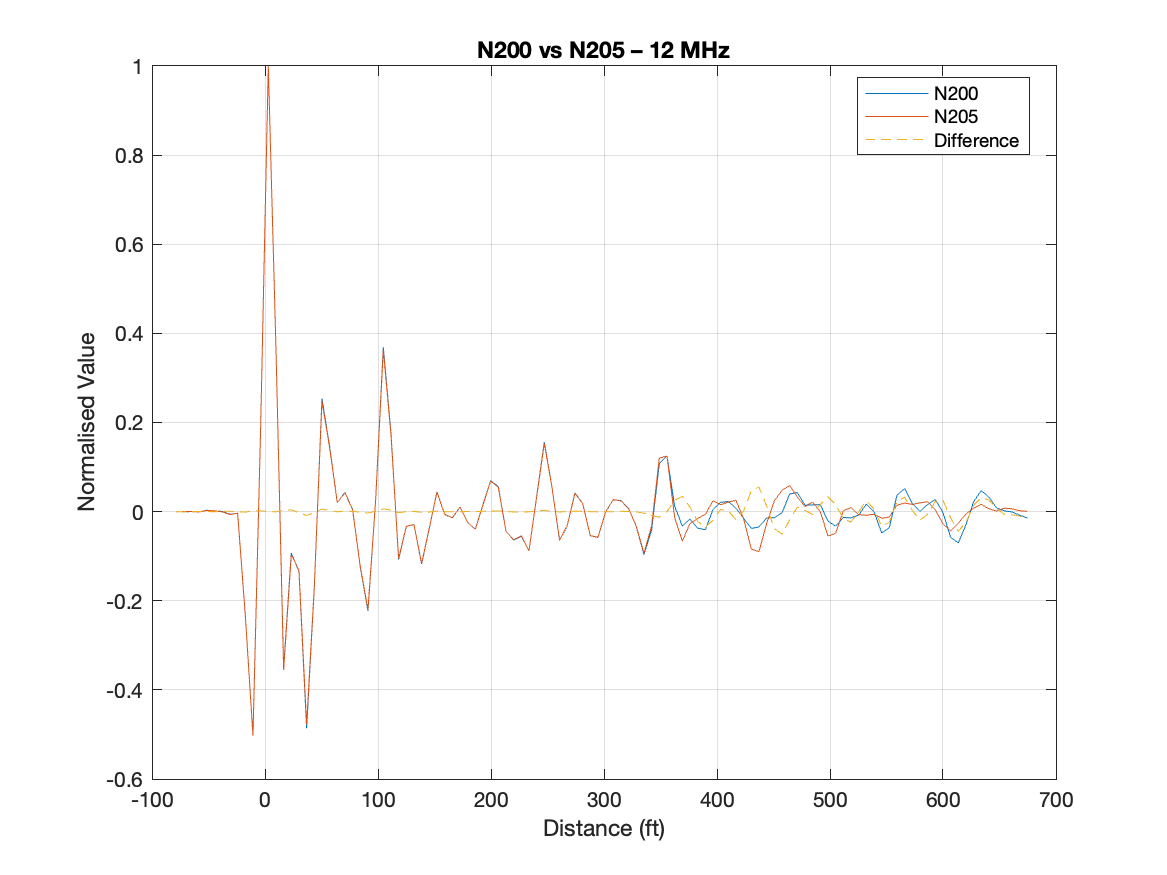 N200 vs N205 – 12 MHz
N200
N205
Difference
1
0.8
0.6
0.4
0.2
0
-0.2
-0.4
-0.6
Normalised Value
-100 0 100 200 300 400 500 600 700
Distance (ft)